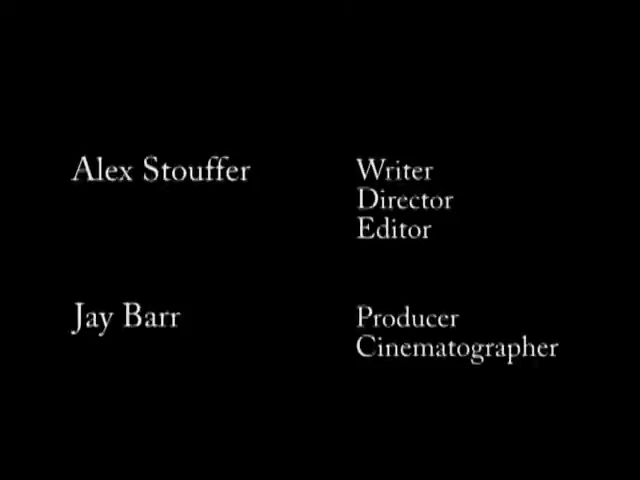 Alex Stouffer Writer
Director
Editor
Jay Barr Producer
Cinematographer